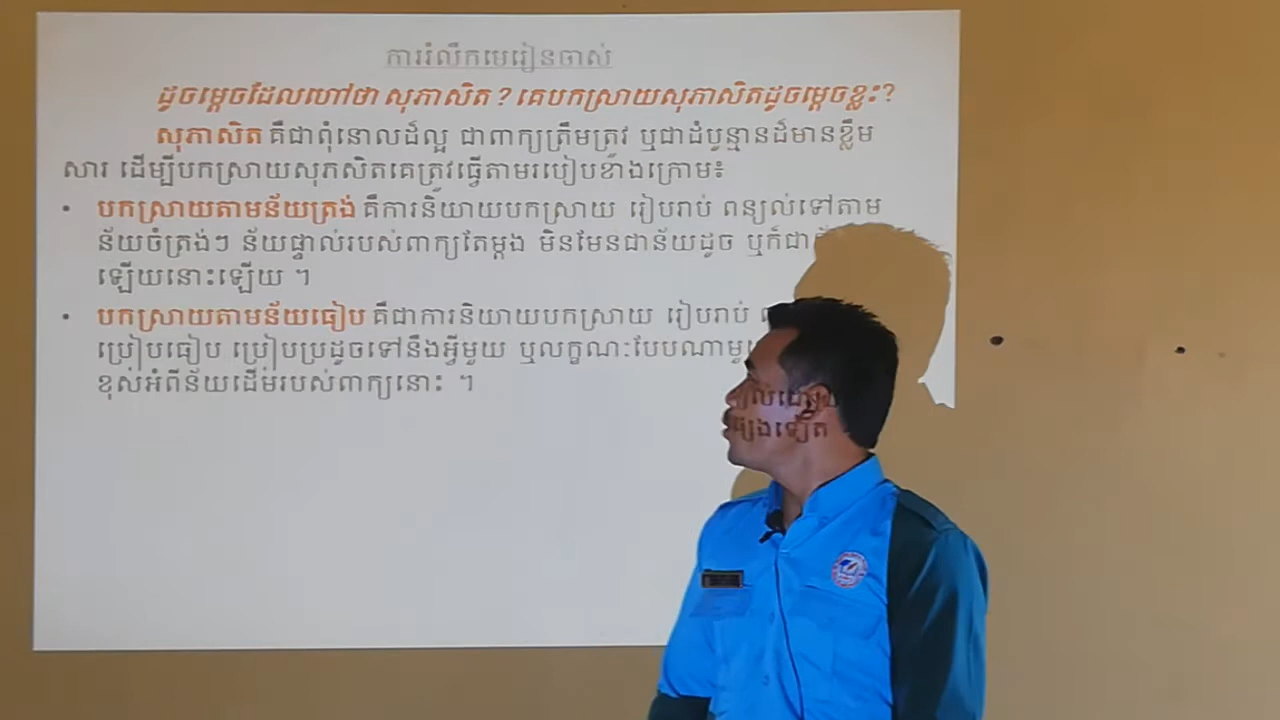 ការរំលឹកមេរៀនចាស់
ដូចម្ដេចដែលហៅថា សុភាសិត ? គេបកស្រាយសុភាសិតដូចម្ដេចខ្លះ?
សុភាសិត គឺជាពុំនោលដ៏ល្អ ជាពាក្យត្រឹមត្រូវ ឬជាដំបូន្មានដ៏មានខ្លឹម
សារ ដើម្បីបកស្រាយសុភសិតគេត្រូវធ្វើតាមរបៀបខាងក្រោម៖
• បកស្រាយតាមន័យត្រង់ គឺការនិយាយបកស្រាយ រៀបរាប់ ពន្យល់ទៅតាម
ន័យចំត្រង់ៗ ន័យផ្ទាល់របស់ពាក្យតែម្ដង មិនមែនជាន័យដូច ឬក៏ជា
ឡើយនោះឡើយ ។
• បកស្រាយតាមន័យធៀប គឺជាការនិយាយបកស្រាយ រៀបរាប់
ប្រៀបធៀប ប្រៀបប្រដូចទៅនឹងអ្វីមួយ ឬលក្ខណៈបែបណាមួយ
ខុស់អំពីន័យដើមរបស់ពាក្យនោះ ។